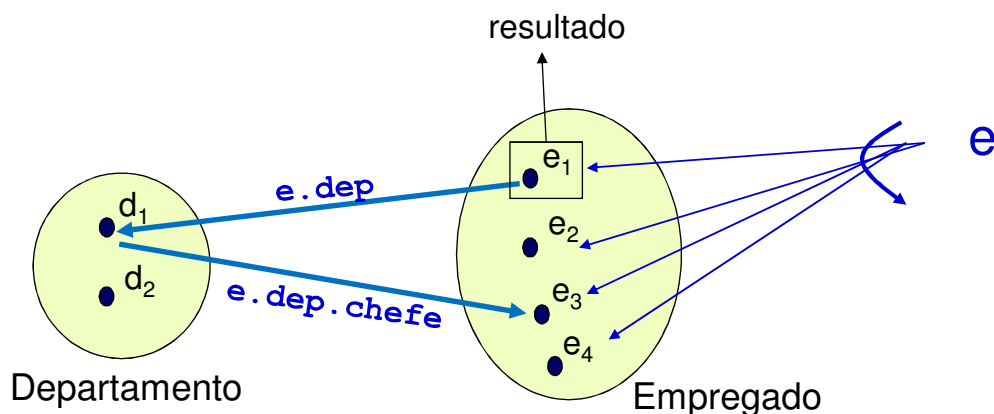 resultado
e
e1
e.dep
d1
e2
d2
e.dep.chefe
e3
e4
Departamento
Empregado